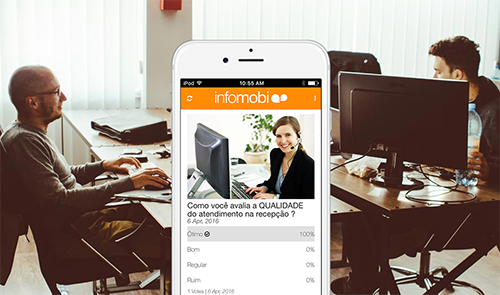 iPod
10:55 AM
infomobi
infomobi
Como você avalia a QUALIDADE
do atendimento na recepção ?
6 Apr, 2016
Ótimo 100%
Bom 0%
Regular 0%
Ruim 0%
1 Votes | 6 Apr, 2016